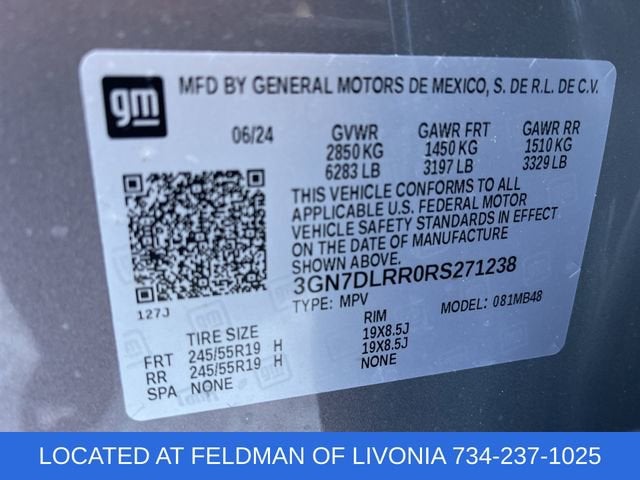 gm
MFD BY GENERAL MOTORS DE MEXICO, S. DE R.L. DE C.V.
06/24 GVWR GAWR FRT GAWR RR
2850 KG 1450 KG 1510 KG
6283 LB 3197 LB 3329 LB
THIS VEHICLE CONFORMS TO ALL
APPLICABLE U.S. FEDERAL MOTOR
VEHICLE SAFETY STANDARDS IN EFFECT
ON THE DATE OF MANUFACTURE
SHOWN ABOVE.
3GN7DLRR0RS271238
127J TYPE: MPV MODEL: 081MB48
TIRE SIZE RIM
FRT 245/55R19 H 19X8.5J
RR 245/55R19 H 19X8.5J
SPA NONE NONE
LOCATED AT FELDMAN OF LIVONIA 734-237-1025